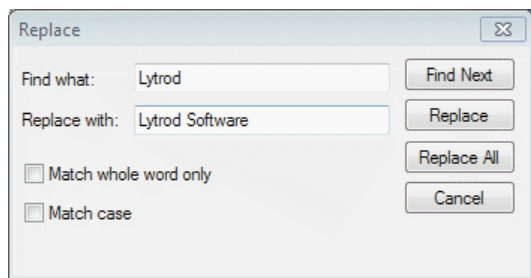 Replace
Find what: Lytrod Find Next
Replace with: Lytrod Software Replace
Match whole word only Replace All
Match case Cancel